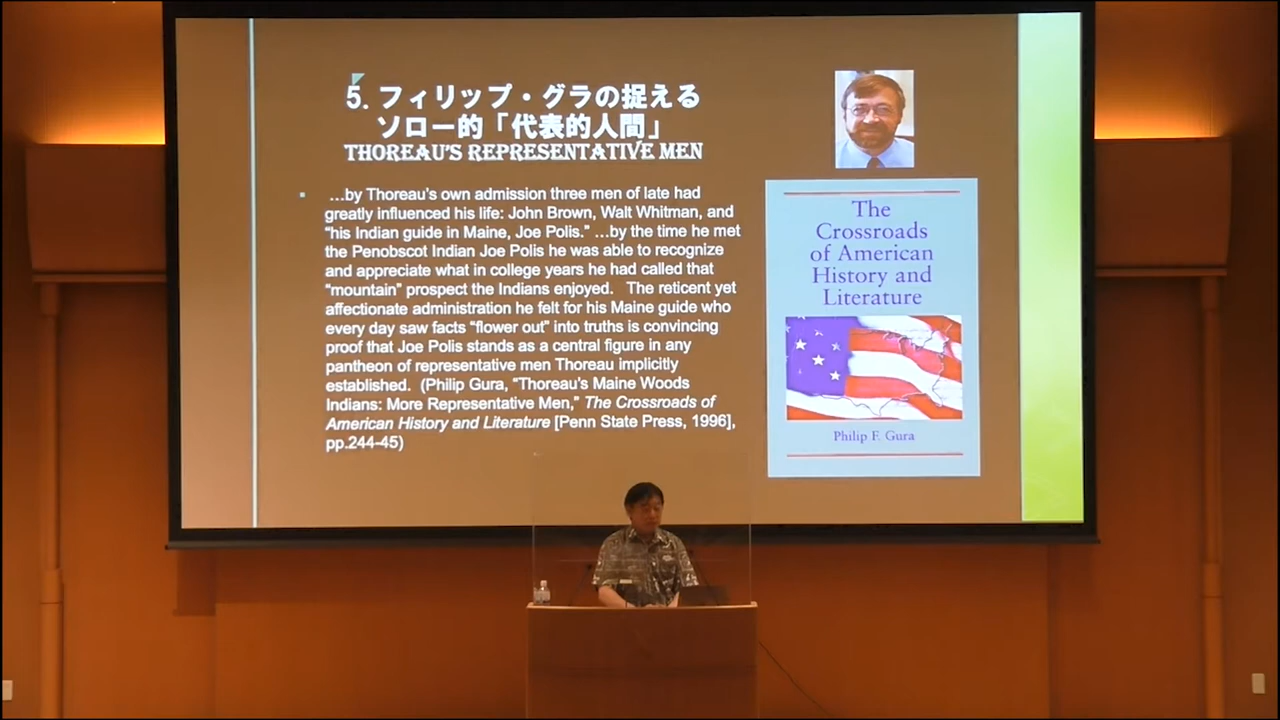 5. フィリップ・グラの捉える
ソロー的「代表的人間」
THOREAU'S REPRESENTATIVE MEN
…by Thoreau's own admission three men of late had
greatly influenced his life: John Brown, Walt Whitman, and
“his Indian guide in Maine, Joe Polis.” …by the time he met
the Penobscot Indian Joe Polis he was able to recognize
and appreciate what in college years he had called that
“mountain” prospect the Indians enjoyed. The reticent yet
affectionate administration he felt for his Maine guide who
every day saw facts “flower out” into truths is convincing
proof that Joe Polis stands as a central figure in any
pantheon of representative men Thoreau implicitly
established. (Philip Gura, “Thoreau's Maine Woods
Indians: More Representative Men,” The Crossroads of
American History and Literature [Penn State Press, 1996],
pp.244-45)
The
Crossroads
of American
History and
Literature
Philip F. Gura